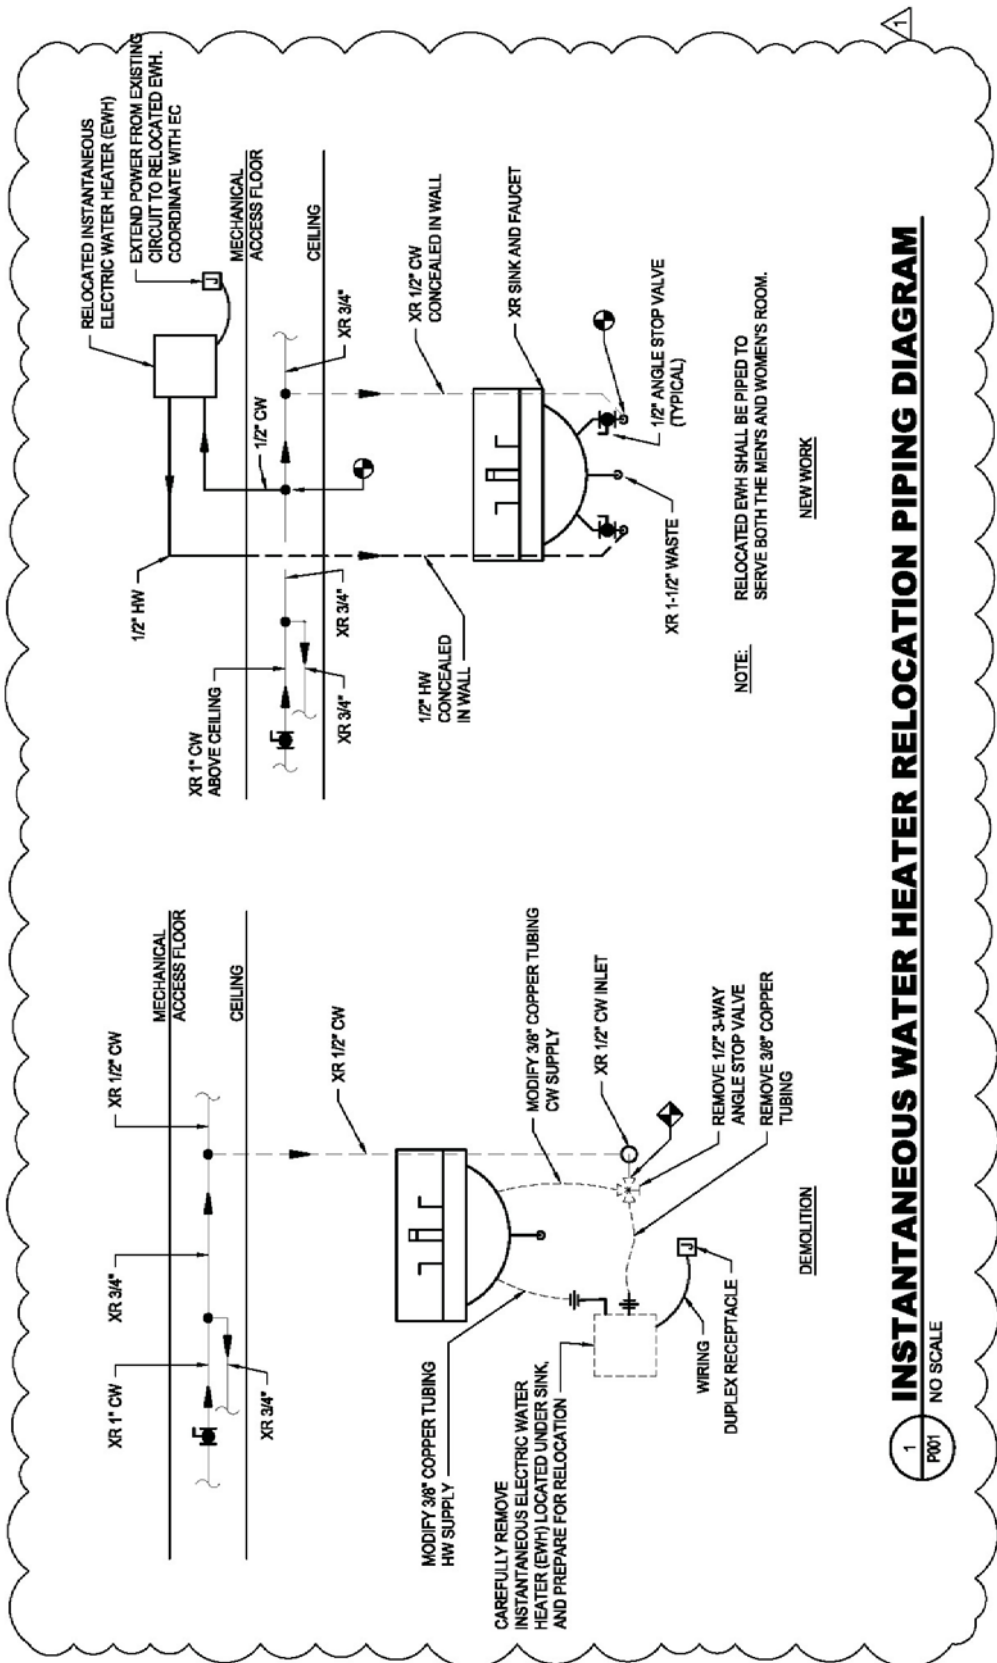 XR 1" CW
XR 3/4"
XR 1/2" CW
MECHANICAL
ACCESS FLOOR
CEILING
XR 3/4"
XR 1/2" CW
MODIFY 3/8" COPPER TUBING
HW SUPPLY
MODIFY 3/8" COPPER TUBING
CW SUPPLY
CAREFULLY REMOVE
INSTANTANEOUS ELECTRIC WATER
HEATER (EWH) LOCATED UNDER SINK,
AND PREPARE FOR RELOCATION
XR 1/2" CW INLET
J
WIRING
DUPLEX RECEPTACLE
REMOVE 1/2" 3-WAY
ANGLE STOP VALVE
REMOVE 3/8" COPPER
TUBING
DEMOLITION
RELOCATED INSTANTANEOUS
ELECTRIC WATER HEATER (EWH)
EXTEND POWER FROM EXISTING
CIRCUIT TO RELOCATED EWH.
COORDINATE WITH EC
J
1/2" HW
XR 1" CW
ABOVE CEILING
1/2" CW
MECHANICAL
ACCESS FLOOR
CEILING
XR 3/4"
XR 3/4"
XR 3/4"
1/2" HW
CONCEALED
IN WALL
XR 1/2" CW
CONCEALED IN WALL
XR SINK AND FAUCET
1/2" ANGLE STOP VALVE
(TYPICAL)
XR 1-1/2" WASTE
NOTE:
RELOCATED EWH SHALL BE PIPED TO
SERVE BOTH THE MEN'S AND WOMEN'S ROOM.
NEW WORK
1
1
P001
INSTANTANEOUS WATER HEATER RELOCATION PIPING DIAGRAM
NO SCALE